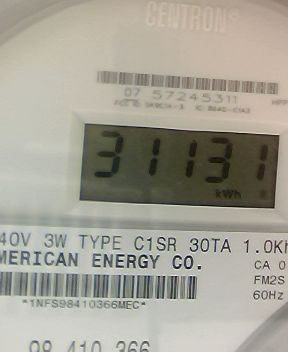 CENTRON®
07 57245311
31131
kWh
40V 3W TYPE C1SR 30TA 1.0Kh
MERICAN ENERGY CO.
CA 0
FM2S
60Hz
*1NFS98410366MEC*
98 410 366